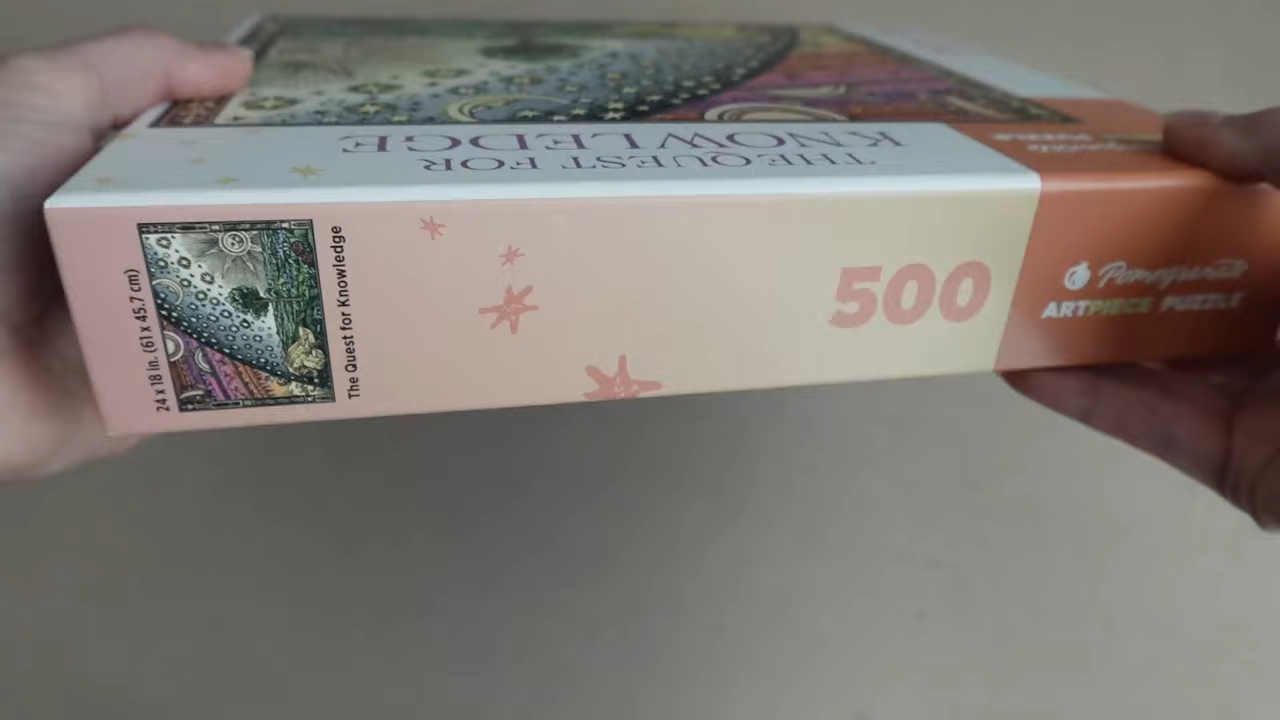 THE QUEST FOR
KNOWLEDGE
24 x 18 in. (61 x 45.7 cm)
The Quest for Knowledge
500
Pomegranate
ARTPIECE PUZZLE